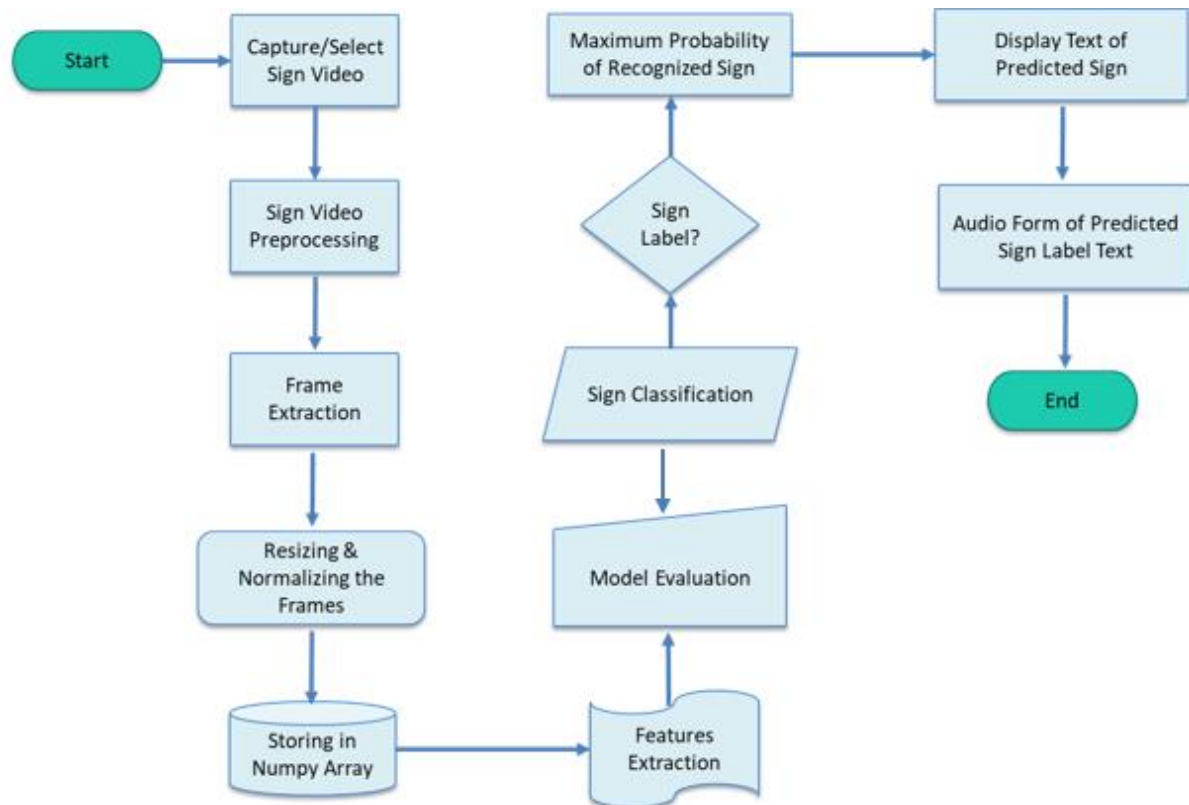 Start
Capture/Select
Sign Video
Sign Video
Preprocessing
Frame
Extraction
Resizing &
Normalizing the
Frames
Storing in
Numpy Array
Features
Extraction
Model Evaluation
Sign Classification
Sign
Label?
Maximum Probability
of Recognized Sign
Display Text of
Predicted Sign
Audio Form of Predicted
Sign Label Text
End